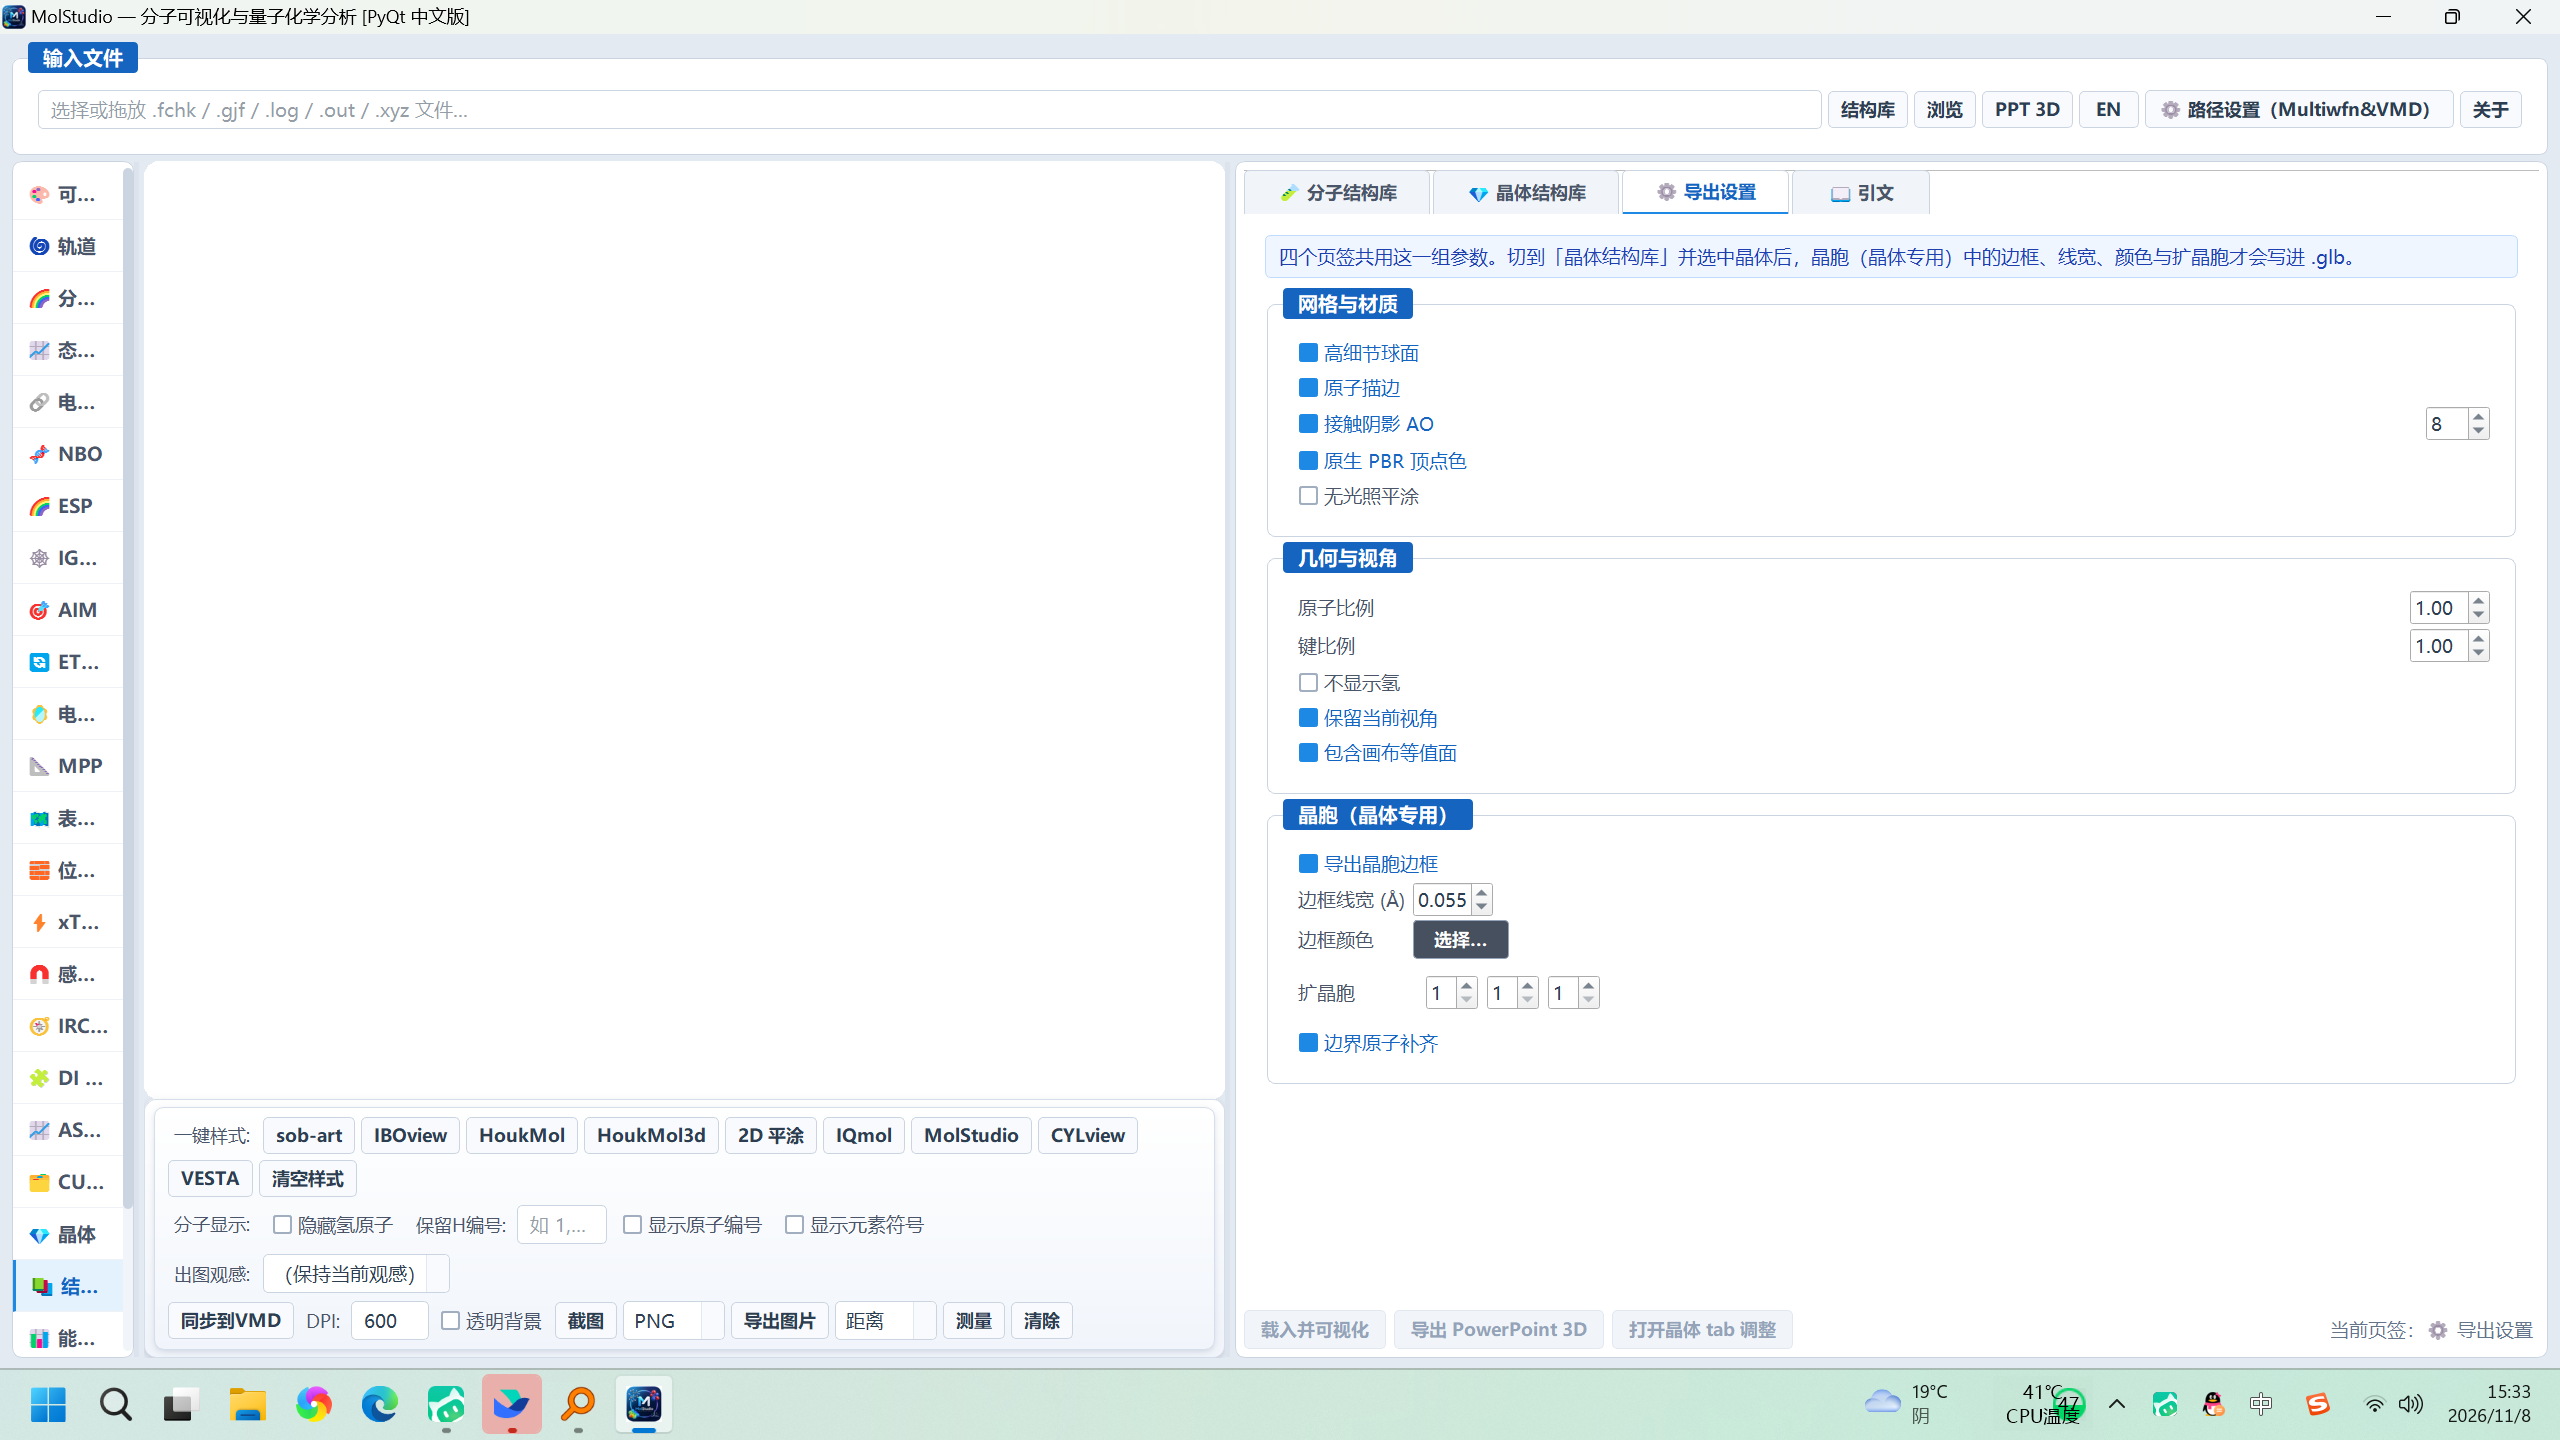 MolStudio — 分子可视化与量子化学分析 [PyQt 中文版]
输入文件
选择或拖放 .fchk / .gjf / .log / .out / .xyz 文件...
结构库
浏览
PPT 3D
EN
路径设置（Multiwfn&VMD）
关于
可...
轨道
分...
态...
电...
NBO
ESP
IG...
AIM
ET...
电...
MPP
表...
位...
xT...
感...
IRC...
DI ...
AS...
CU...
晶体
结...
能...
一键样式:
sob-art
IBOview
HoukMol
HoukMol3d
2D 平涂
IQmol
MolStudio
CYLview
VESTA
清空样式
分子显示:
隐藏氢原子
保留H编号:
如 1,...
显示原子编号
显示元素符号
出图观感:
（保持当前观感）
同步到VMD
DPI:
600
透明背景
截图
PNG
导出图片
距离
测量
清除
分子结构库
晶体结构库
导出设置
引文
四个页签共用这一组参数。切到「晶体结构库」并选中晶体后，晶胞（晶体专用）中的边框、线宽、颜色与扩晶胞才会写进 .glb。
网格与材质
高细节球面
原子描边
接触阴影 AO
8
原生 PBR 顶点色
无光照平涂
几何与视角
原子比例
1.00
键比例
1.00
不显示氢
保留当前视角
包含画布等值面
晶胞（晶体专用）
导出晶胞边框
边框线宽 (Å)
0.055
边框颜色
选择...
扩晶胞
1
1
1
边界原子补齐
载入并可视化
导出 PowerPoint 3D
打开晶体 tab 调整
当前页签:
导出设置
19°C
阴
41°C
CPU温度
47
中
15:33
2026/11/8